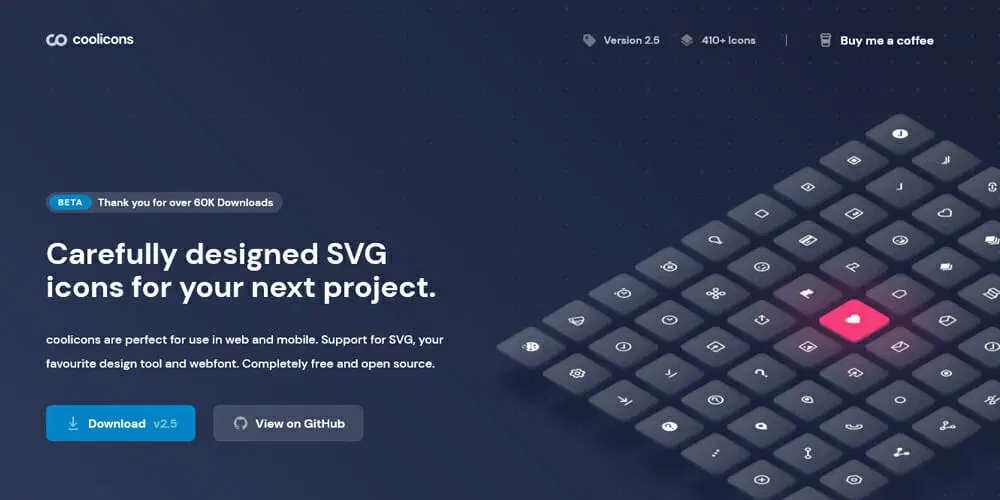 coolicons
Version 2.5
410+ Icons
Buy me a coffee
BETA Thank you for over 60K Downloads
Carefully designed SVG
icons for your next project.
coolicons are perfect for use in web and mobile. Support for SVG, your
favourite design tool and webfont. Completely free and open source.
Download v2.5
View on GitHub